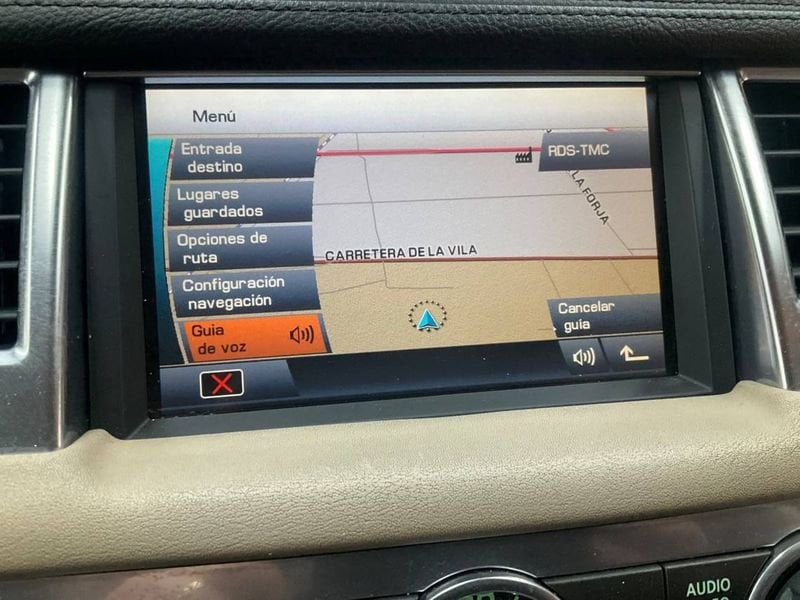 Menú
Entrada
destino
RDS-TMC
Lugares
guardados
LA FORJA
Opciones de
ruta
CARRETERA DE LA VILA
Configuración
navegación
Cancelar
guía
Guia
de voz
AUDIO